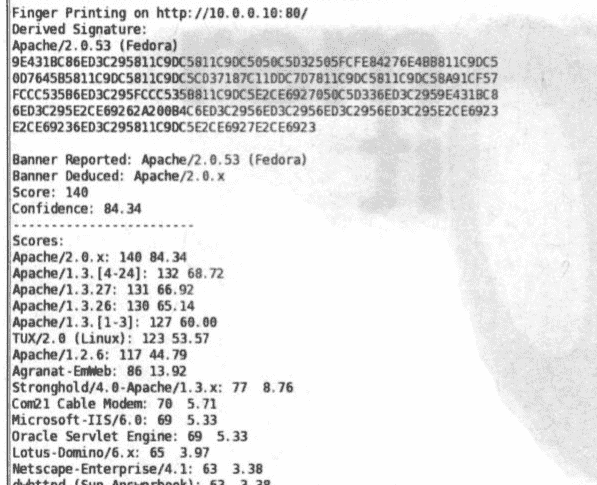 Finger Printing on http://10.0.0.10:80/
Derived Signature:
Apache/2.0.53 (Fedora)
9E431BC86ED3C295811C9DC5811C9DC5050C5D32505FCFE84276E4BB811C9DC5
0D7645B5811C9DC5811C9DC5CD37187C11DDC7D7811C9DC5811C9DC58A91CF57
FCCC535B6ED3C295FCCC535B811C9DC5E2CE6927050C5D336ED3C2959E431BC8
6ED3C295E2CE69262A200B4C6ED3C2956ED3C2956ED3C2956ED3C295E2CE6923
E2CE69236ED3C295811C9DC5E2CE6927E2CE6923
Banner Reported: Apache/2.0.53 (Fedora)
Banner Deduced: Apache/2.0.x
Score: 140
Confidence: 84.34
------------------------
Scores:
Apache/2.0.x: 140 84.34
Apache/1.3.[4-24]: 132 68.72
Apache/1.3.27: 131 66.92
Apache/1.3.26: 130 65.14
Apache/1.3.[1-3]: 127 60.00
TUX/2.0 (Linux): 123 53.57
Apache/1.2.6: 117 44.79
Agranat-EmWeb: 86 13.92
Stronghold/4.0-Apache/1.3.x: 77 8.76
Com21 Cable Modem: 70 5.71
Microsoft-IIS/6.0: 69 5.33
Oracle Servlet Engine: 69 5.33
Lotus-Domino/6.x: 65 3.97
Netscape-Enterprise/4.1: 63 3.38
dwhttpd (Sun Answerbook): 63 3.38